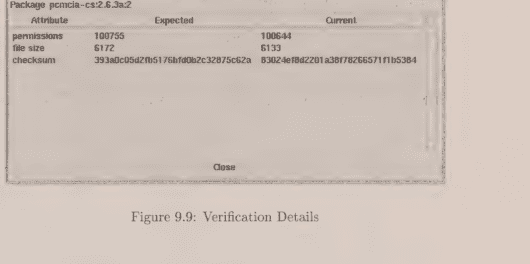 Package pcmcia-cs:2.6.3a:2
Attribute Expected Current
permissions 100755 100644
file size 6172 6133
checksum 393a0c05d2fb5176bfd0b2c32875c62a 83024ef8d2201a38f78266571f1b5384
Close
Figure 9.9: Verification Details